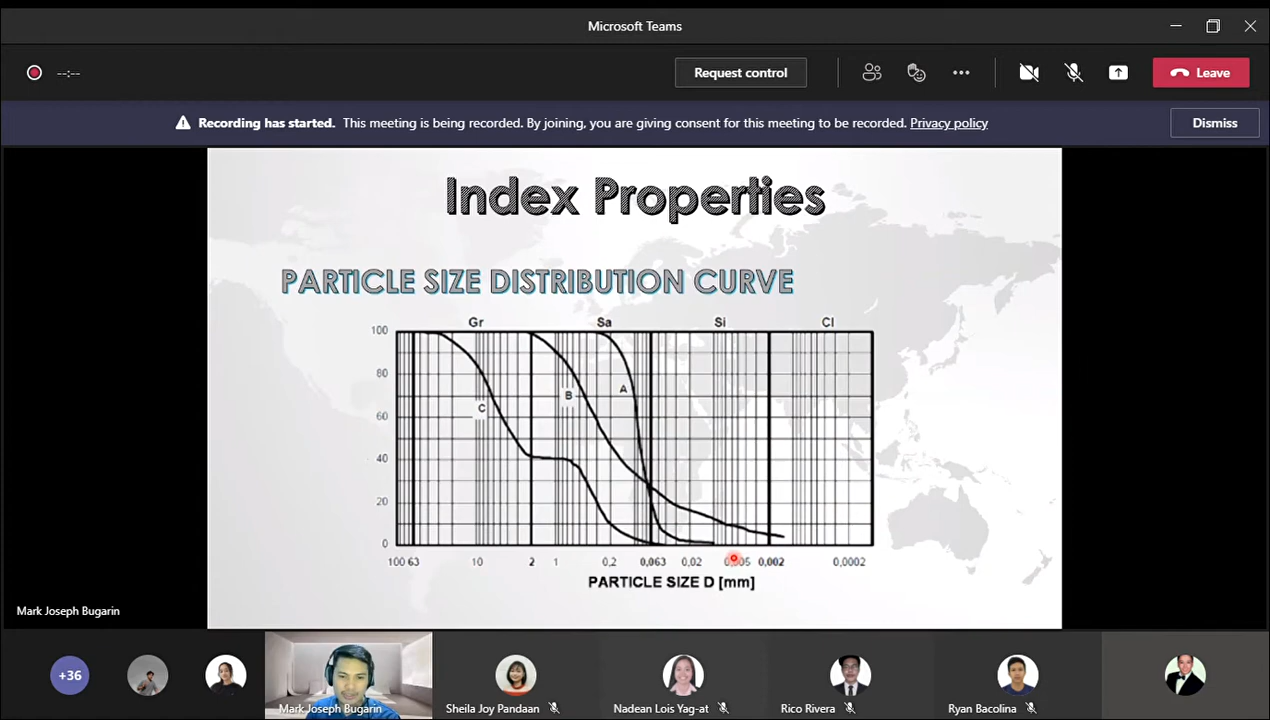 Microsoft Teams
--:--
Request control
Leave
Recording has started. This meeting is being recorded. By joining, you are giving consent for this meeting to be recorded. Privacy policy
Dismiss
Index Properties
PARTICLE SIZE DISTRIBUTION CURVE
Gr Sa Si Cl
100
80
60
40
20
0
A
B
C
100 63 10 2 1 0,2 0,063 0,02 0,002 0,0002
PARTICLE SIZE D [mm]
Mark Joseph Bugarin
+36
Mark Joseph Bugarin
Sheila Joy Pandaan
Nadean Lois Yag-at
Rico Rivera
Ryan Bacolina